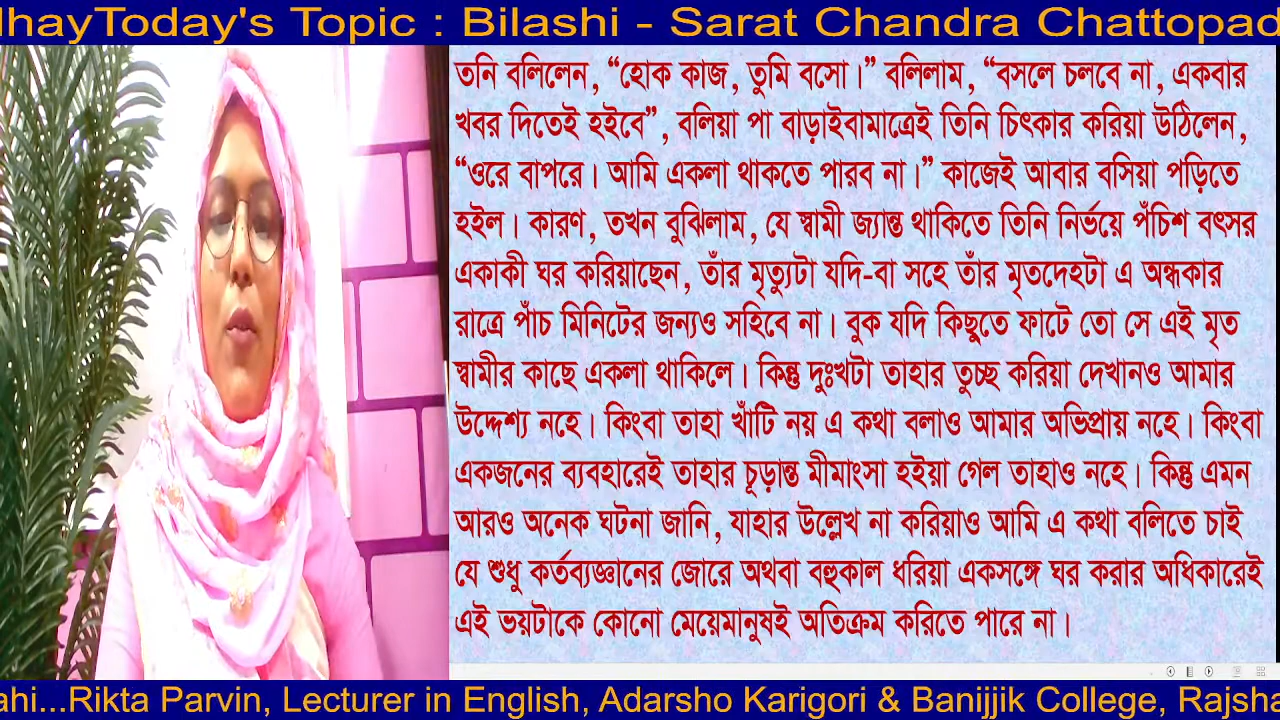 lhayToday's Topic : Bilashi - Sarat Chandra Chattopad
তনি বলিলেন, “হোক কাজ, তুমি বসো।” বলিলাম, “বসলে চলবে না, একবার
খবর দিতেই হইবে”, বলিয়া পা বাড়াইবামাত্রেই তিনি চিৎকার করিয়া উঠিলেন,
“ওরে বাপরে। আমি একলা থাকতে পারব না।” কাজেই আবার বসিয়া পড়িতে
হইল। কারণ, তখন বুঝিলাম, যে স্বামী জ্যান্ত থাকিতে তিনি নির্ভয়ে পঁচিশ বৎসর
একাকী ঘর করিয়াছেন, তাঁর মৃত্যুটা যদি-বা সহে তাঁর মৃতদেহটা এ অন্ধকার
রাত্রে পাঁচ মিনিটের জন্যও সহিবে না। বুক যদি কিছুতে ফাটে তো সে এই মৃত
স্বামীর কাছে একলা থাকিলে। কিন্তু দুঃখটা তাহার তুচ্ছ করিয়া দেখানও আমার
উদ্দেশ্য নহে। কিংবা তাহা খাঁটি নয় এ কথা বলাও আমার অভিপ্রায় নহে। কিংবা
একজনের ব্যবহারেই তাহার চূড়ান্ত মীমাংসা হইয়া গেল তাহাও নহে। কিন্তু এমন
আরও অনেক ঘটনা জানি, যাহার উল্লেখ না করিয়াও আমি এ কথা বলিতে চাই
যে শুধু কর্তব্যজ্ঞানের জোরে অথবা বহুকাল ধরিয়া একসঙ্গে ঘর করার অধিকারেই
এই ভয়টাকে কোনো মেয়েমানুষই অতিক্রম করিতে পারে না।
ahi...Rikta Parvin, Lecturer in English, Adarsho Karigori & Banijjik College, Rajsha